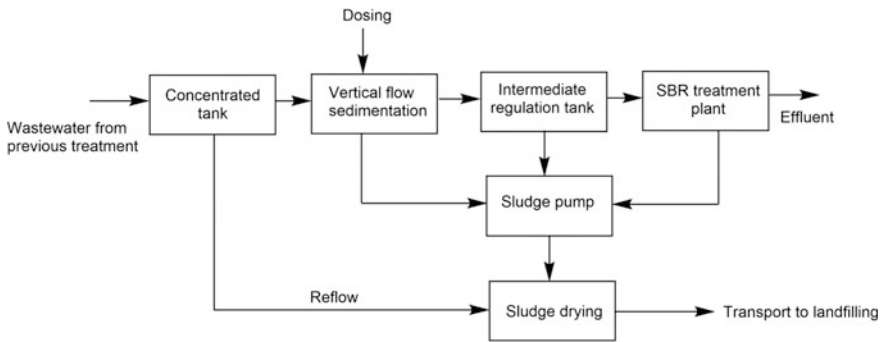 Dosing
Concentrated
tank
Vertical flow
sedimentation
Intermediate
regulation tank
SBR treatment
plant
Wastewater from
previous treatment
Effluent
Sludge pump
Reflow
Sludge drying
Transport to landfilling